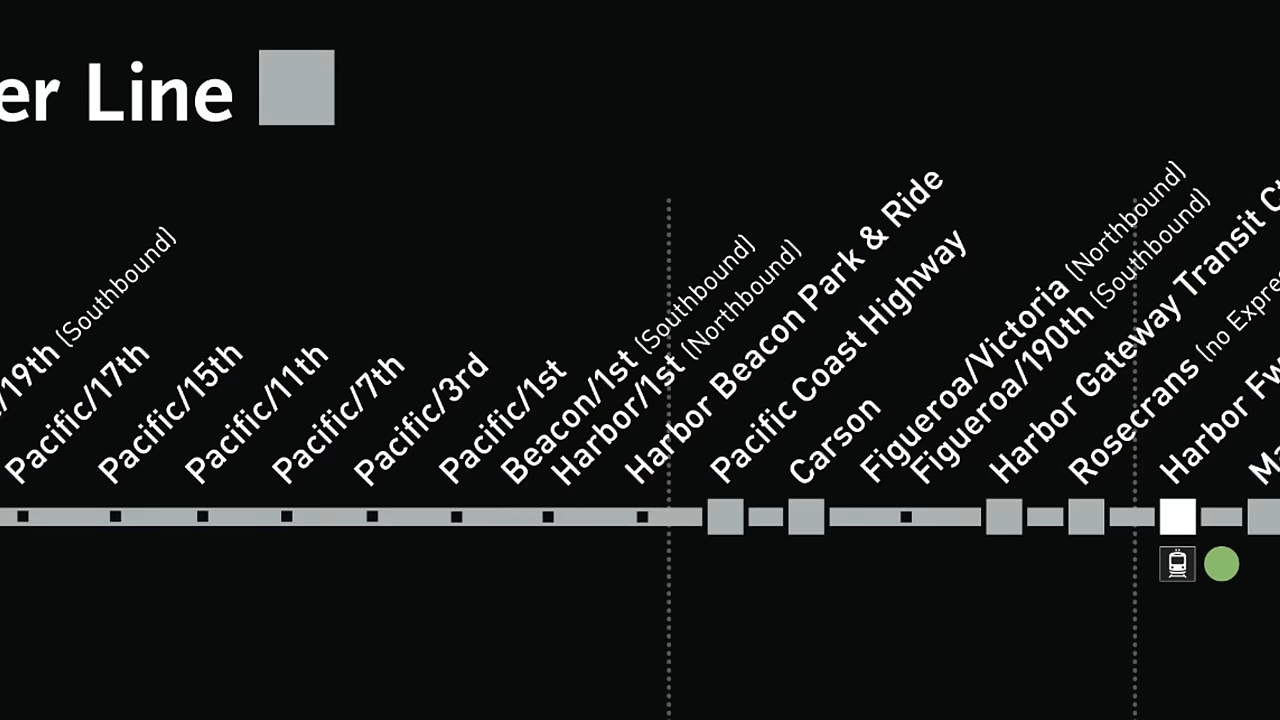 er Line
/19th (Southbound)
Pacific/17th
Pacific/15th
Pacific/11th
Pacific/7th
Pacific/3rd
Pacific/1st
Beacon/1st (Southbound)
Harbor/1st (Northbound)
Harbor Beacon Park & Ride
Pacific Coast Highway
Carson
Figueroa/Victoria (Northbound)
Figueroa/190th (Southbound)
Harbor Gateway Transit
Rosecrans (no Expre
Harbor Fw